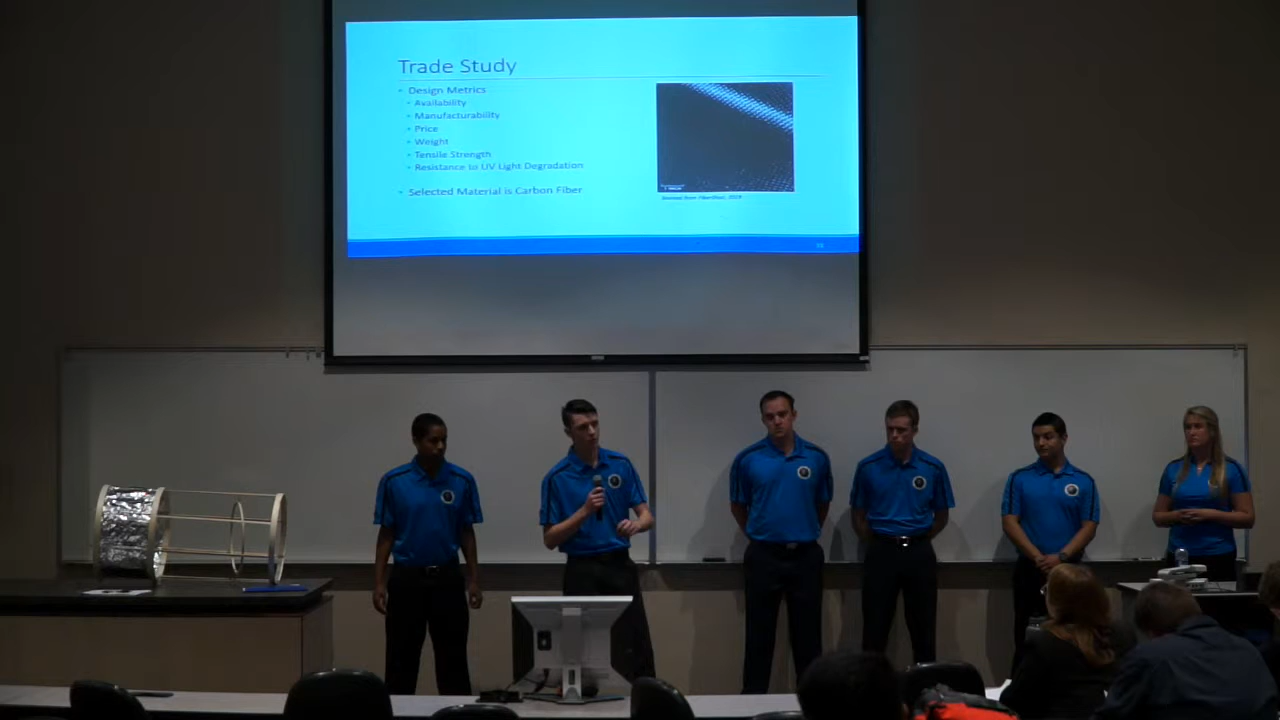 Trade Study
• Design Metrics
• Availability
• Manufacturability
• Price
• Weight
• Tensile Strength
• Resistance to UV Light Degradation
• Selected Material is Carbon Fiber